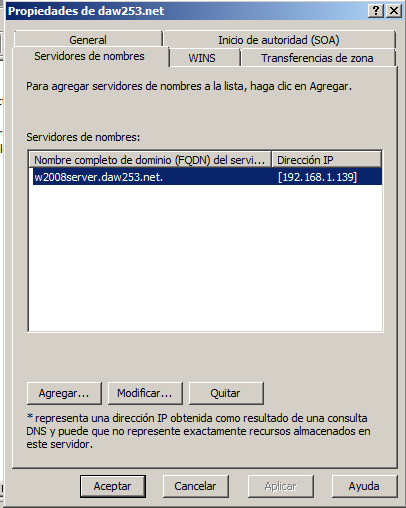 Propiedades de daw253.net
General
Inicio de autoridad (SOA)
Servidores de nombres
WINS
Transferencias de zona
Para agregar servidores de nombres a la lista, haga clic en Agregar.
Servidores de nombres:
Nombre completo de dominio (FQDN) del servi... Dirección IP
w2008server.daw253.net. [192.168.1.139]
Agregar... Modificar... Quitar
* representa una dirección IP obtenida como resultado de una consulta
DNS y puede que no represente exactamente recursos almacenados en
este servidor.
Aceptar Cancelar Aplicar Ayuda